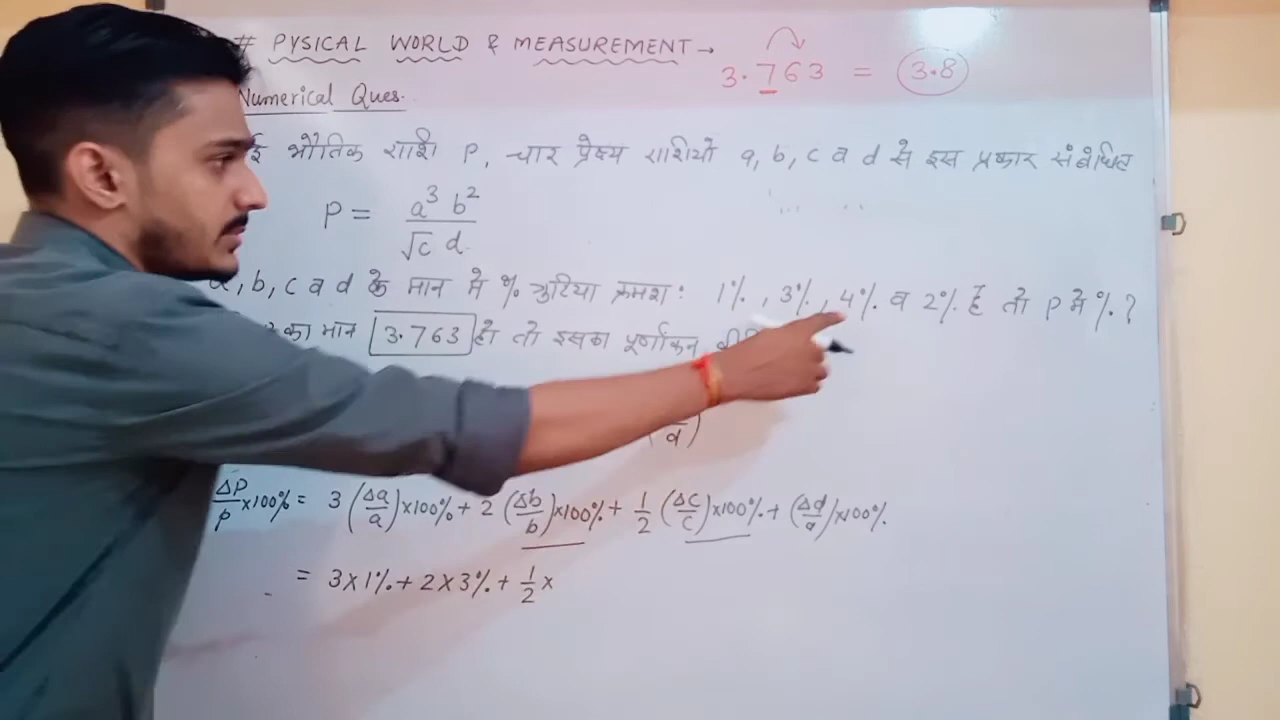 # PYSICAL WORLD & MEASUREMENT → 3.763 = 3.8
Numerical Ques.
भौतिक राशि P, चार प्रेक्ष्य राशियों a, b, c व d से इस प्रकार संबंधित
P = a³ b² / √c d.
a, b, c व d के मान मे % त्रुटिया क्रमश: 1%, 3%, 4% व 2% है तो P मे %.?
का मान 3.763 हो तो इसका पूर्णांकन
d)
ΔP/P ×100% = 3 (Δa/a)×100% + 2 (Δb/b)×100% + 1/2 (Δc/c)×100% + (Δd/d)×100%
= 3×1% + 2×3% + 1/2 ×